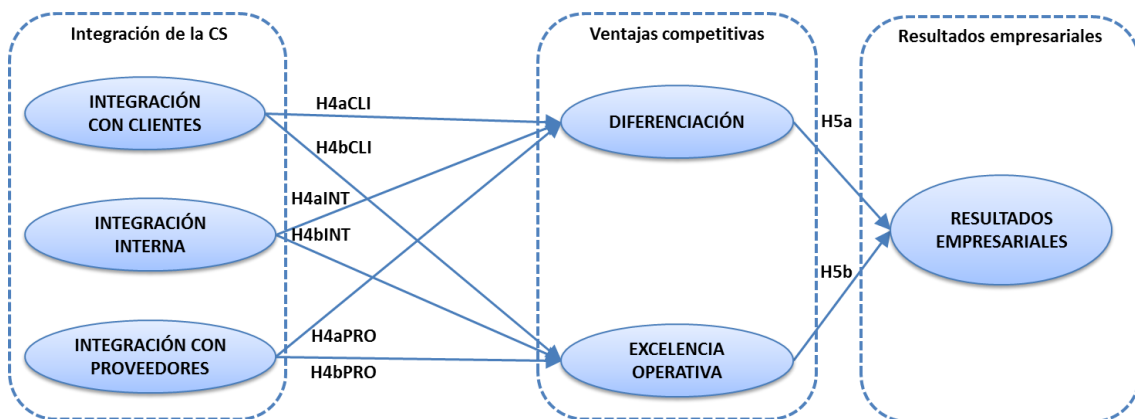 Integración de la CS
INTEGRACIÓN
CON CLIENTES
INTEGRACIÓN
INTERNA
INTEGRACIÓN CON
PROVEEDORES
H4aCLI
H4bCLI
H4aINT
H4bINT
H4aPRO
H4bPRO
Ventajas competitivas
DIFERENCIACIÓN
EXCELENCIA
OPERATIVA
H5a
H5b
Resultados empresariales
RESULTADOS
EMPRESARIALES